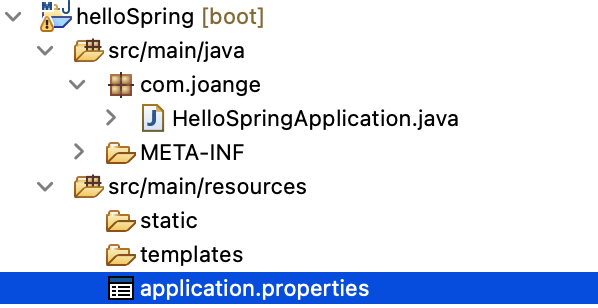 helloSpring [boot]
src/main/java
com.joange
HelloSpringApplication.java
META-INF
src/main/resources
static
templates
application.properties